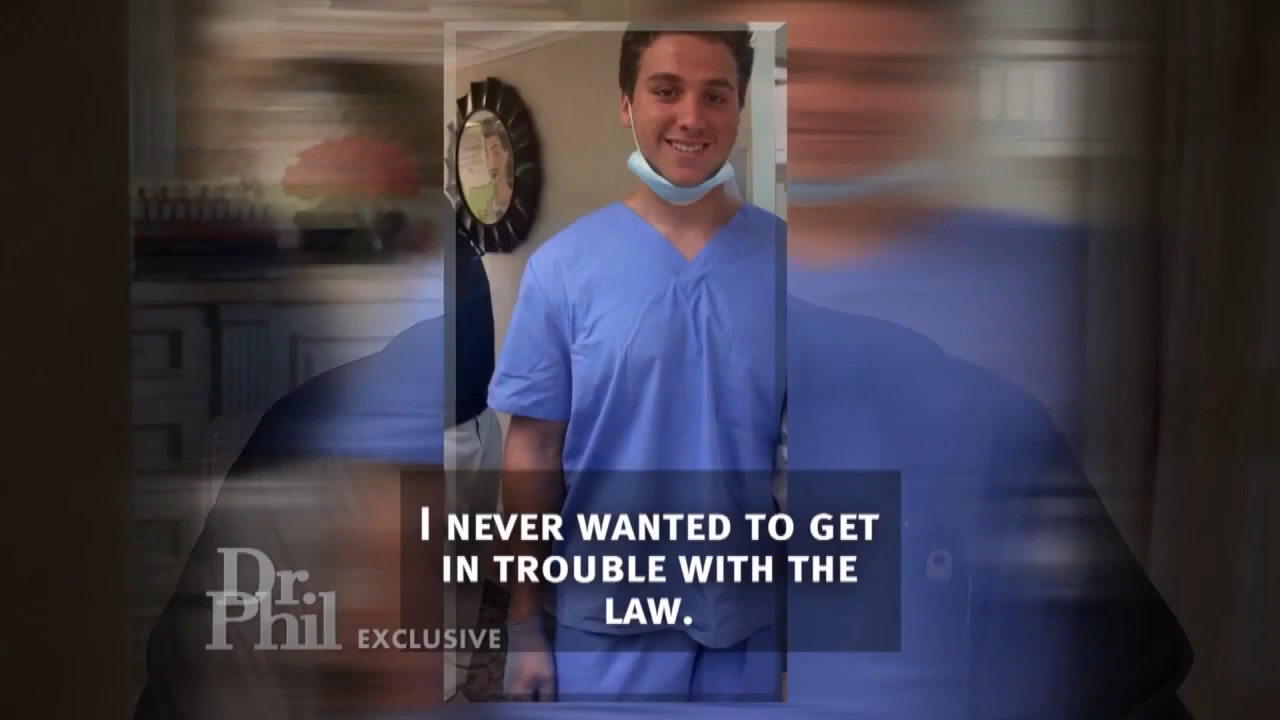 I NEVER WANTED TO GET
IN TROUBLE WITH THE
LAW.
Dr.
Phil EXCLUSIVE